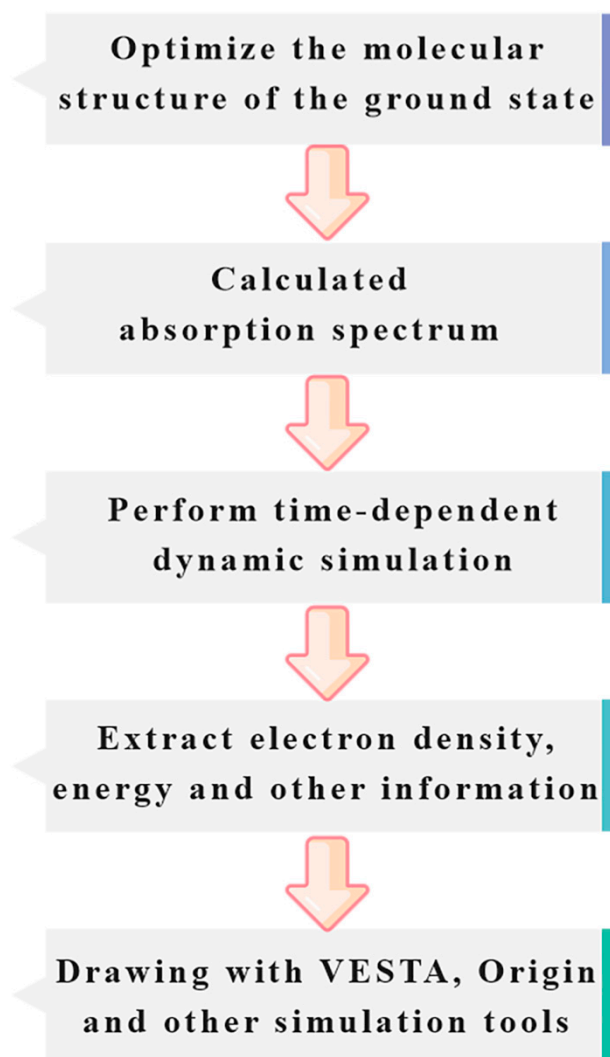 Optimize the molecular
structure of the ground state
Calculated
absorption spectrum
Perform time-dependent
dynamic simulation
Extract electron density,
energy and other information
Drawing with VESTA, Origin
and other simulation tools